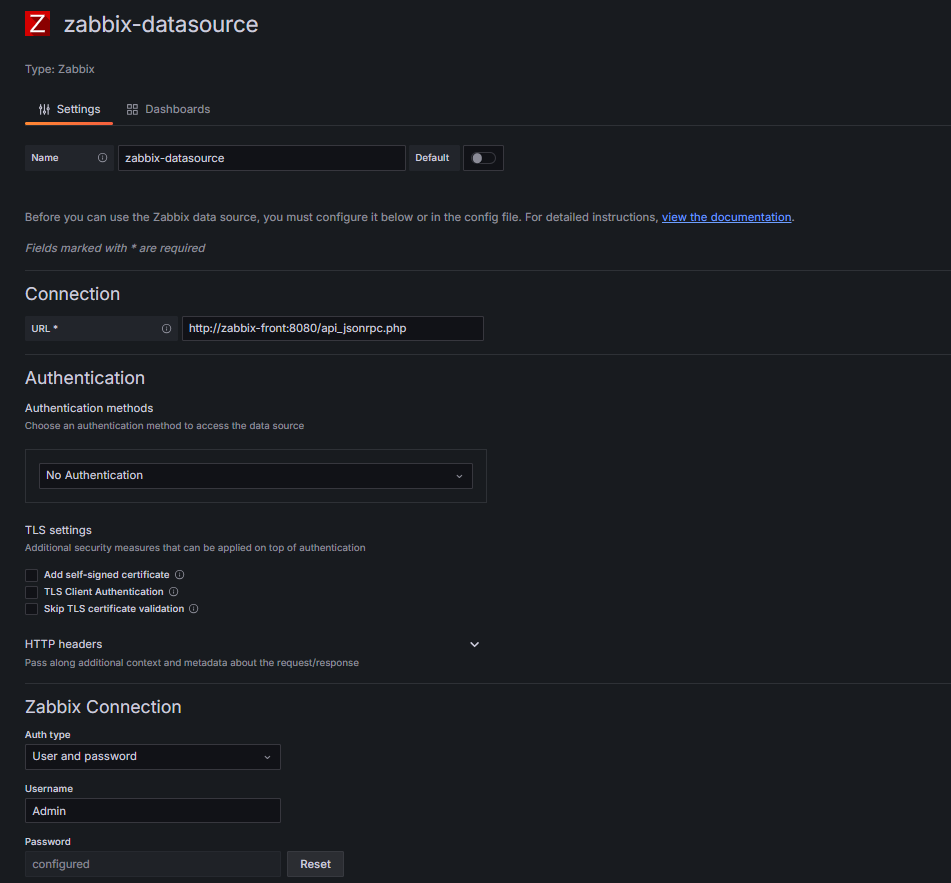 Z zabbix-datasource
Type: Zabbix
Settings Dashboards
Name zabbix-datasource Default
Before you can use the Zabbix data source, you must configure it below or in the config file. For detailed instructions, view the documentation.
Fields marked with * are required
Connection
URL * http://zabbix-front:8080/api_jsonrpc.php
Authentication
Authentication methods
Choose an authentication method to access the data source
No Authentication
TLS settings
Additional security measures that can be applied on top of authentication
Add self-signed certificate
TLS Client Authentication
Skip TLS certificate validation
HTTP headers
Pass along additional context and metadata about the request/response
Zabbix Connection
Auth type
User and password
Username
Admin
Password
configured Reset